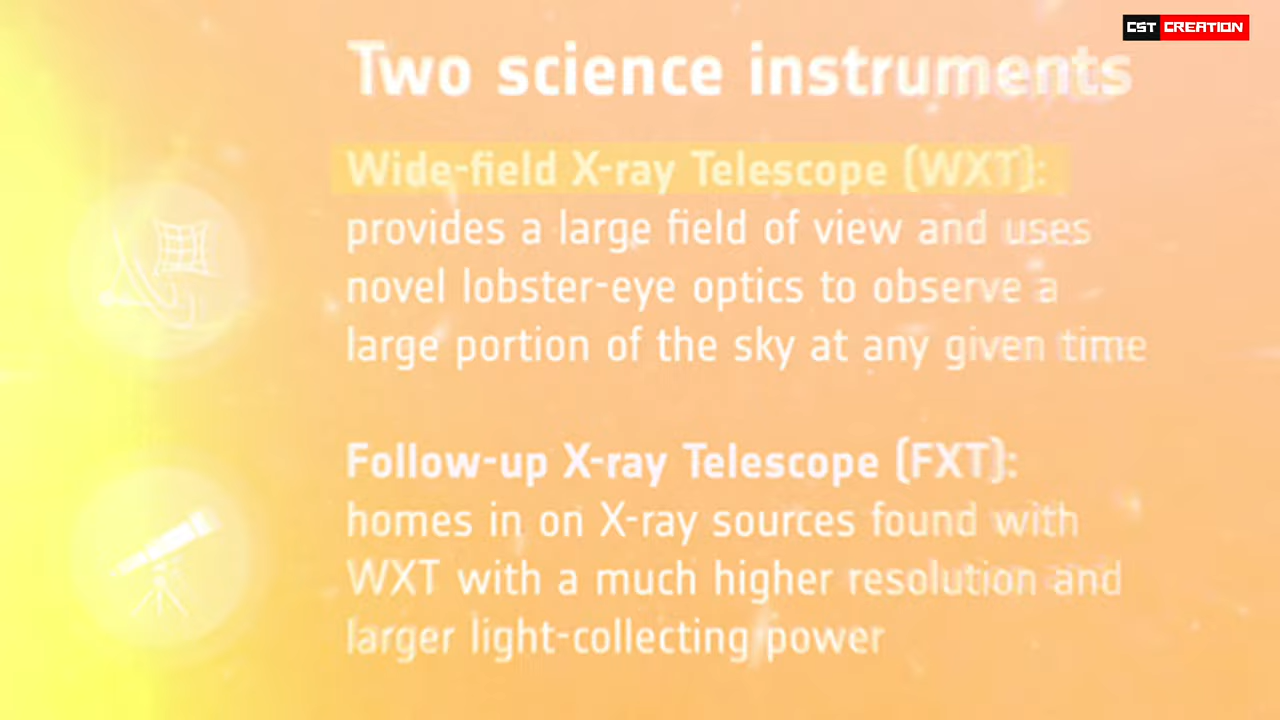 CST CREATION
Two science instruments
Wide-field X-ray Telescope (WXT):
provides a large field of view and uses
novel lobster-eye optics to observe a
large portion of the sky at any given time
Follow-up X-ray Telescope (FXT):
homes in on X-ray sources found with
WXT with a much higher resolution and
larger light-collecting power